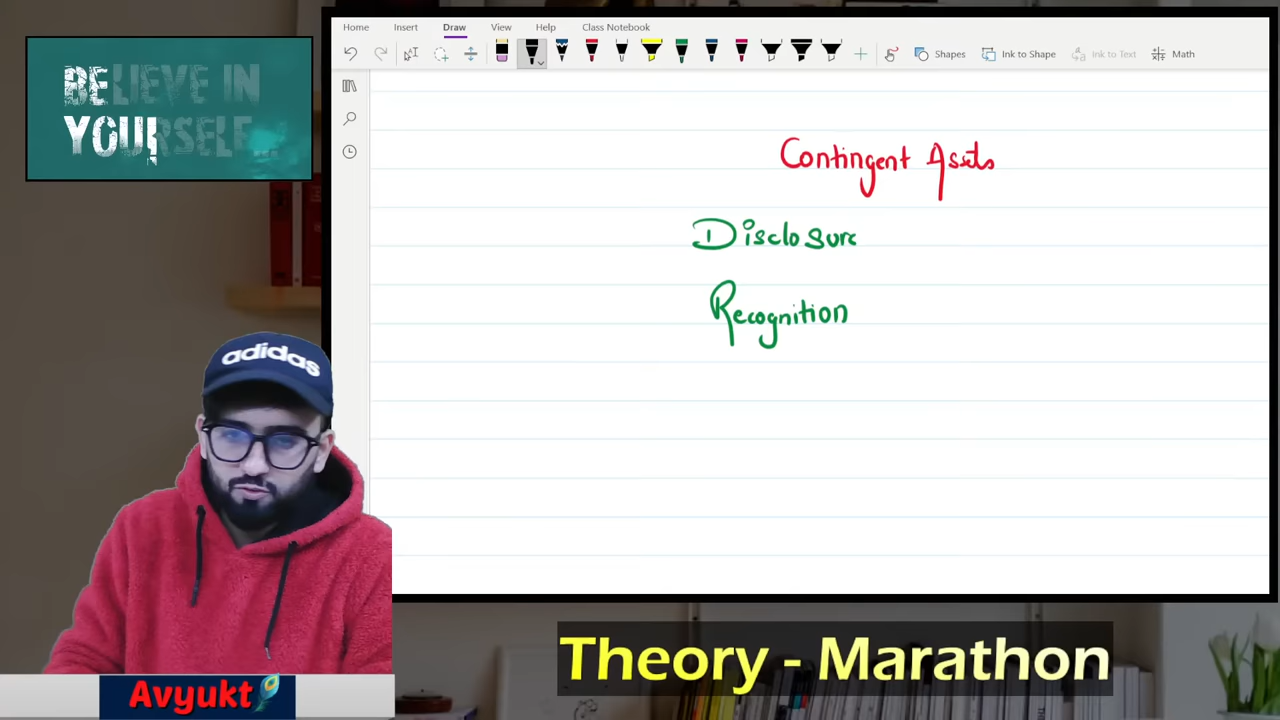 Home Insert Draw View Help Class Notebook
Shapes Ink to Shape Ink to Text Math
BELIEVE IN
YOURSELF
Contingent Assets
Disclosure
Recognition
adidas
Theory - Marathon
Avyukt